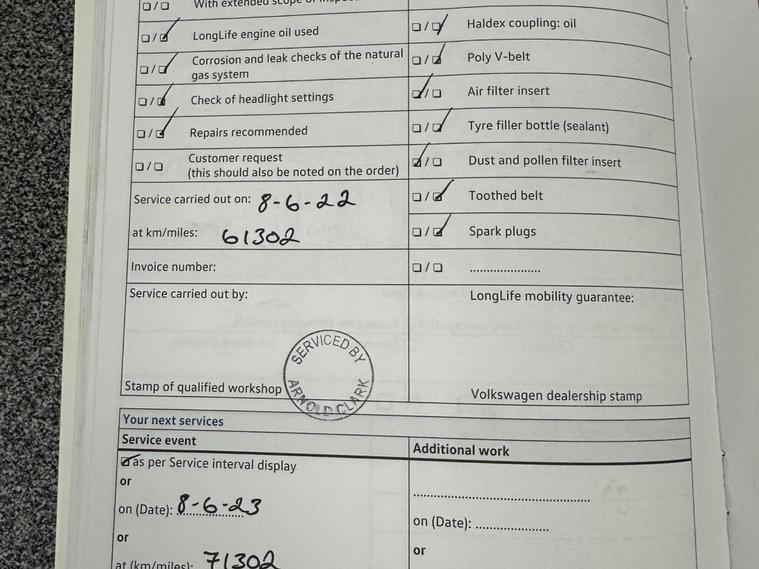 With extended scope of inspec
LongLife engine oil used
Corrosion and leak checks of the natural
gas system
Check of headlight settings
Repairs recommended
Customer request
(this should also be noted on the order)
Service carried out on: 8-6-22
at km/miles: 61302
Invoice number:
Service carried out by:
Stamp of qualified workshop
SERVICED BY
ARNOLD CLARK
Haldex coupling: oil
Poly V-belt
Air filter insert
Tyre filler bottle (sealant)
Dust and pollen filter insert
Toothed belt
Spark plugs
......................
LongLife mobility guarantee:
Volkswagen dealership stamp
Your next services
Service event
as per Service interval display
or
on (Date): 8-6-23
or
at (km/miles): 71302
Additional work
on (Date): ....................
or